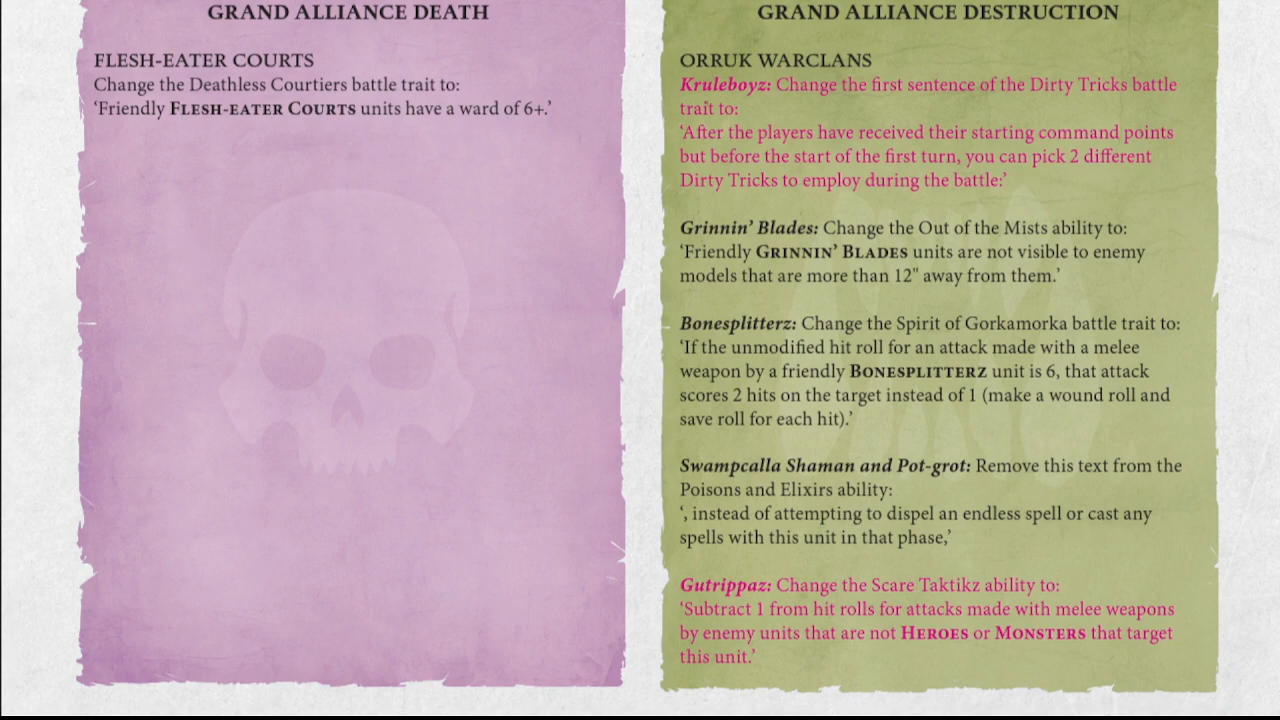 GRAND ALLIANCE DEATH
FLESH-EATER COURTS
Change the Deathless Courtiers battle trait to:
‘Friendly FLESH-EATER COURTS units have a ward of 6+.’
GRAND ALLIANCE DESTRUCTION
ORRUK WARCLANS
Kruleboyz: Change the first sentence of the Dirty Tricks battle
trait to:
‘After the players have received their starting command points
but before the start of the first turn, you can pick 2 different
Dirty Tricks to employ during the battle:’
Grinnin’ Blades: Change the Out of the Mists ability to:
‘Friendly GRINNIN’ BLADES units are not visible to enemy
models that are more than 12" away from them.’
Bonesplitterz: Change the Spirit of Gorkamorka battle trait to:
‘If the unmodified hit roll for an attack made with a melee
weapon by a friendly BONESPLITTERZ unit is 6, that attack
scores 2 hits on the target instead of 1 (make a wound roll and
save roll for each hit).’
Swampcalla Shaman and Pot-grot: Remove this text from the
Poisons and Elixirs ability:
‘, instead of attempting to dispel an endless spell or cast any
spells with this unit in that phase,’
Gutrippaz: Change the Scare Taktikz ability to:
‘Subtract 1 from hit rolls for attacks made with melee weapons
by enemy units that are not HEROES or MONSTERS that target
this unit.’